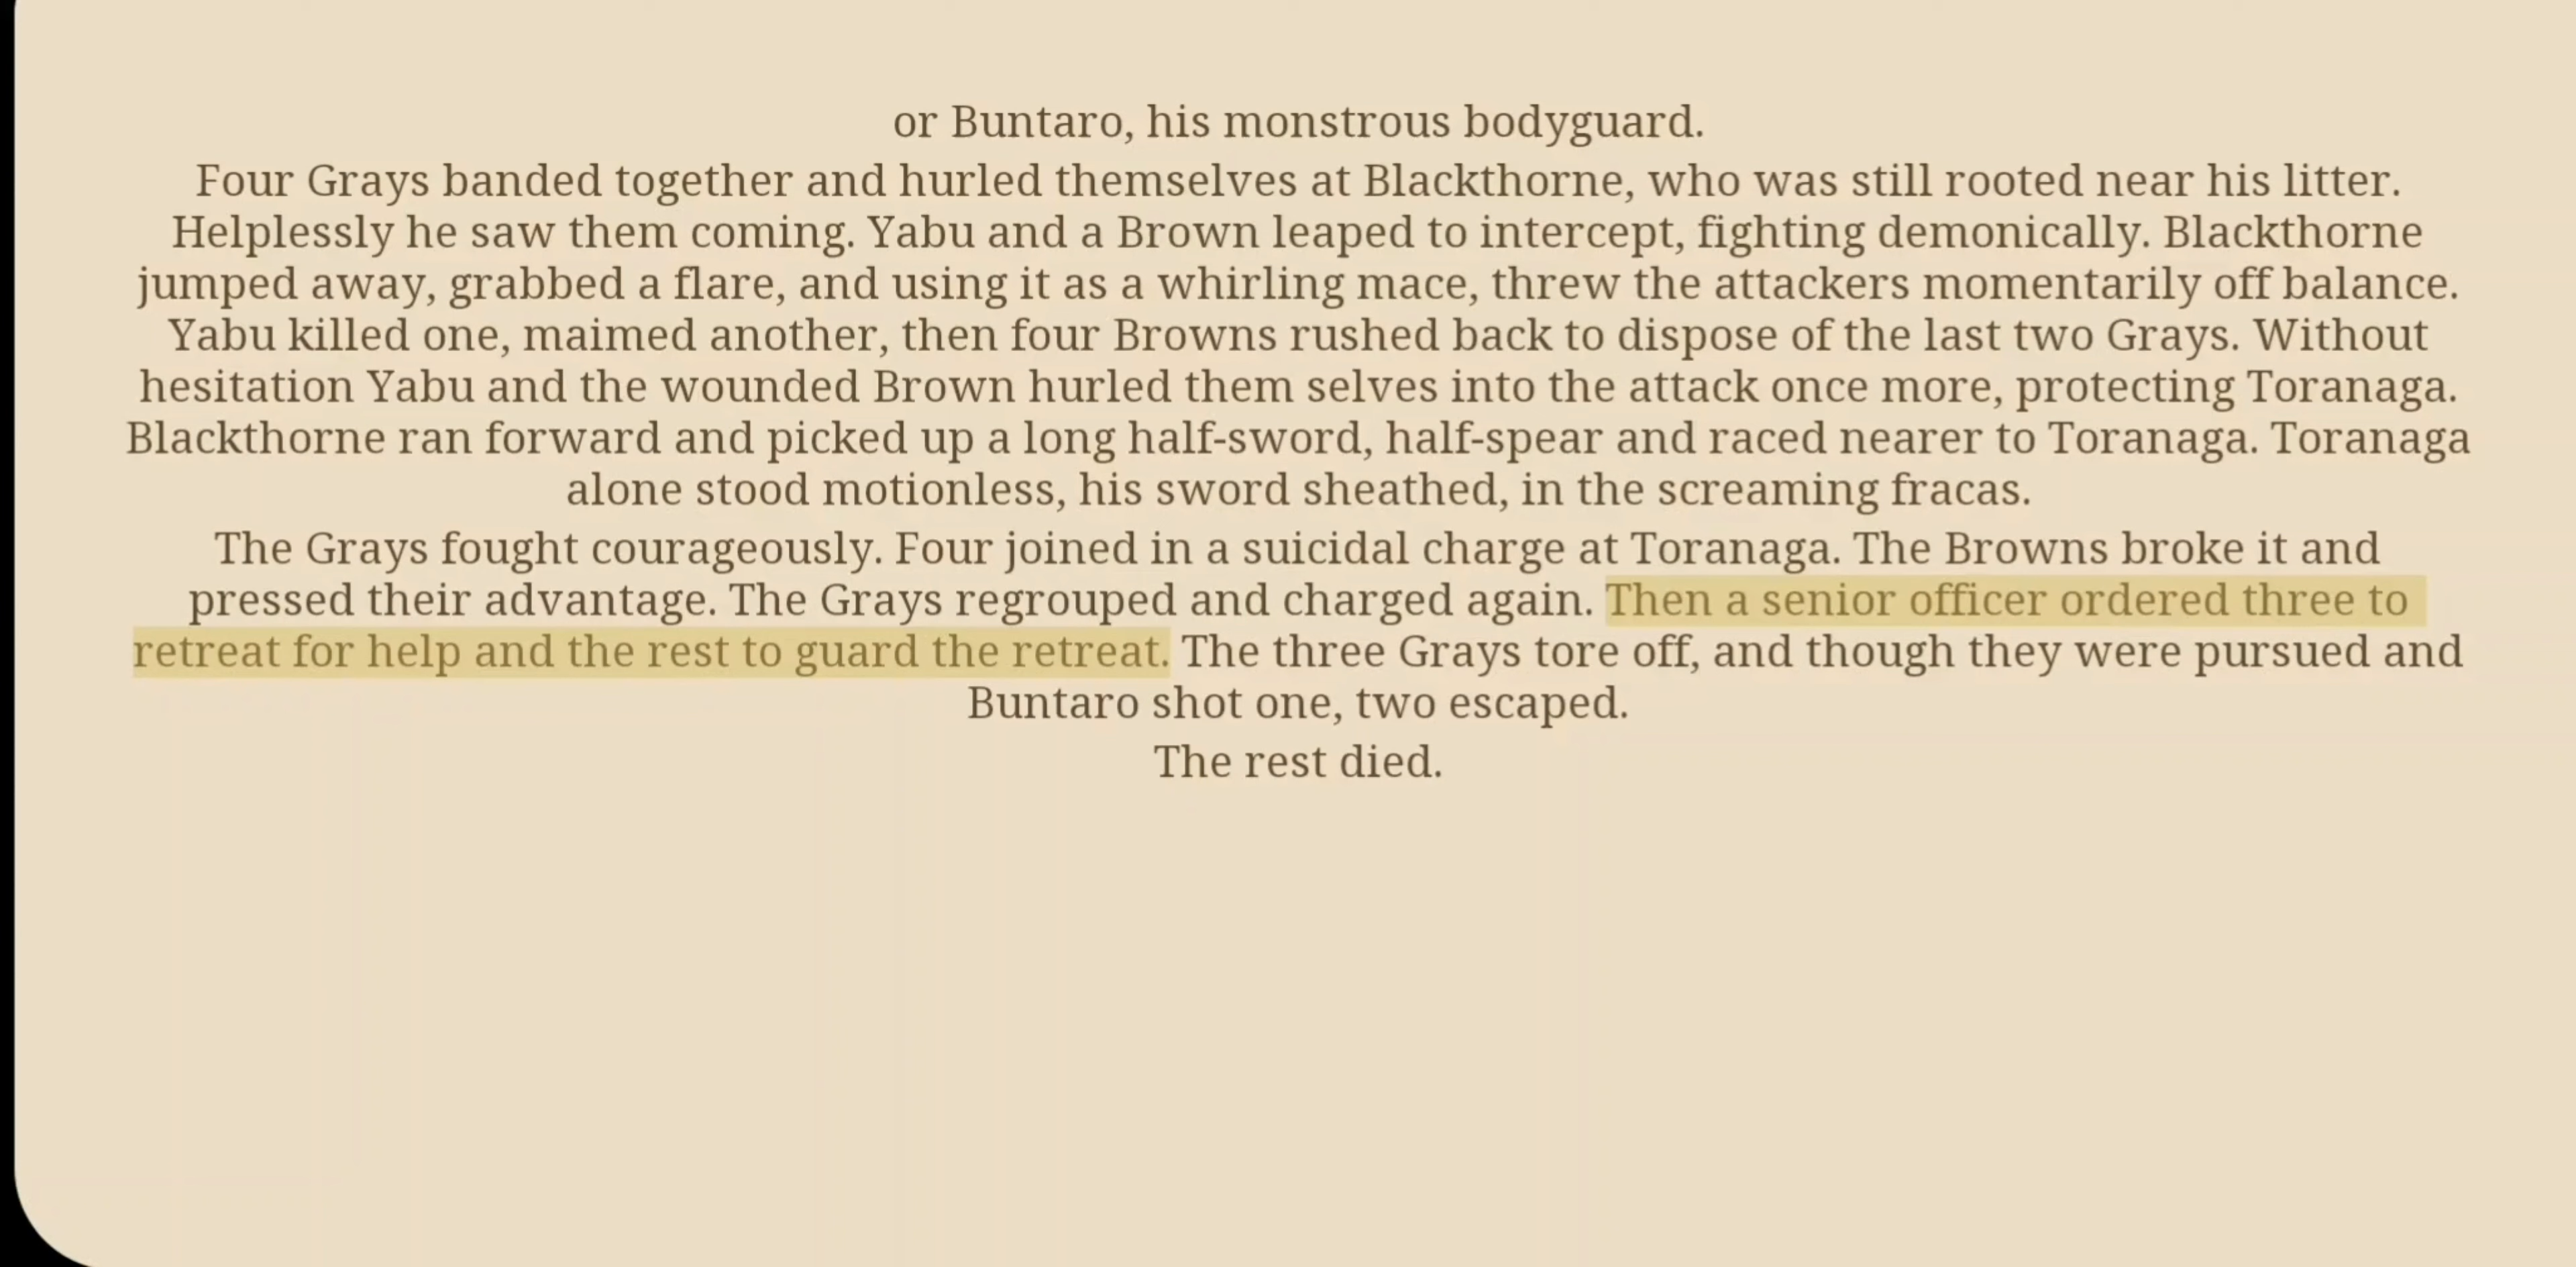 or Buntaro, his monstrous bodyguard.
Four Grays banded together and hurled themselves at Blackthorne, who was still rooted near his litter.
Helplessly he saw them coming. Yabu and a Brown leaped to intercept, fighting demonically. Blackthorne
jumped away, grabbed a flare, and using it as a whirling mace, threw the attackers momentarily off balance.
Yabu killed one, maimed another, then four Browns rushed back to dispose of the last two Grays. Without
hesitation Yabu and the wounded Brown hurled them selves into the attack once more, protecting Toranaga.
Blackthorne ran forward and picked up a long half-sword, half-spear and raced nearer to Toranaga. Toranaga
alone stood motionless, his sword sheathed, in the screaming fracas.
The Grays fought courageously. Four joined in a suicidal charge at Toranaga. The Browns broke it and
pressed their advantage. The Grays regrouped and charged again. Then a senior officer ordered three to
retreat for help and the rest to guard the retreat. The three Grays tore off, and though they were pursued and
Buntaro shot one, two escaped.
The rest died.